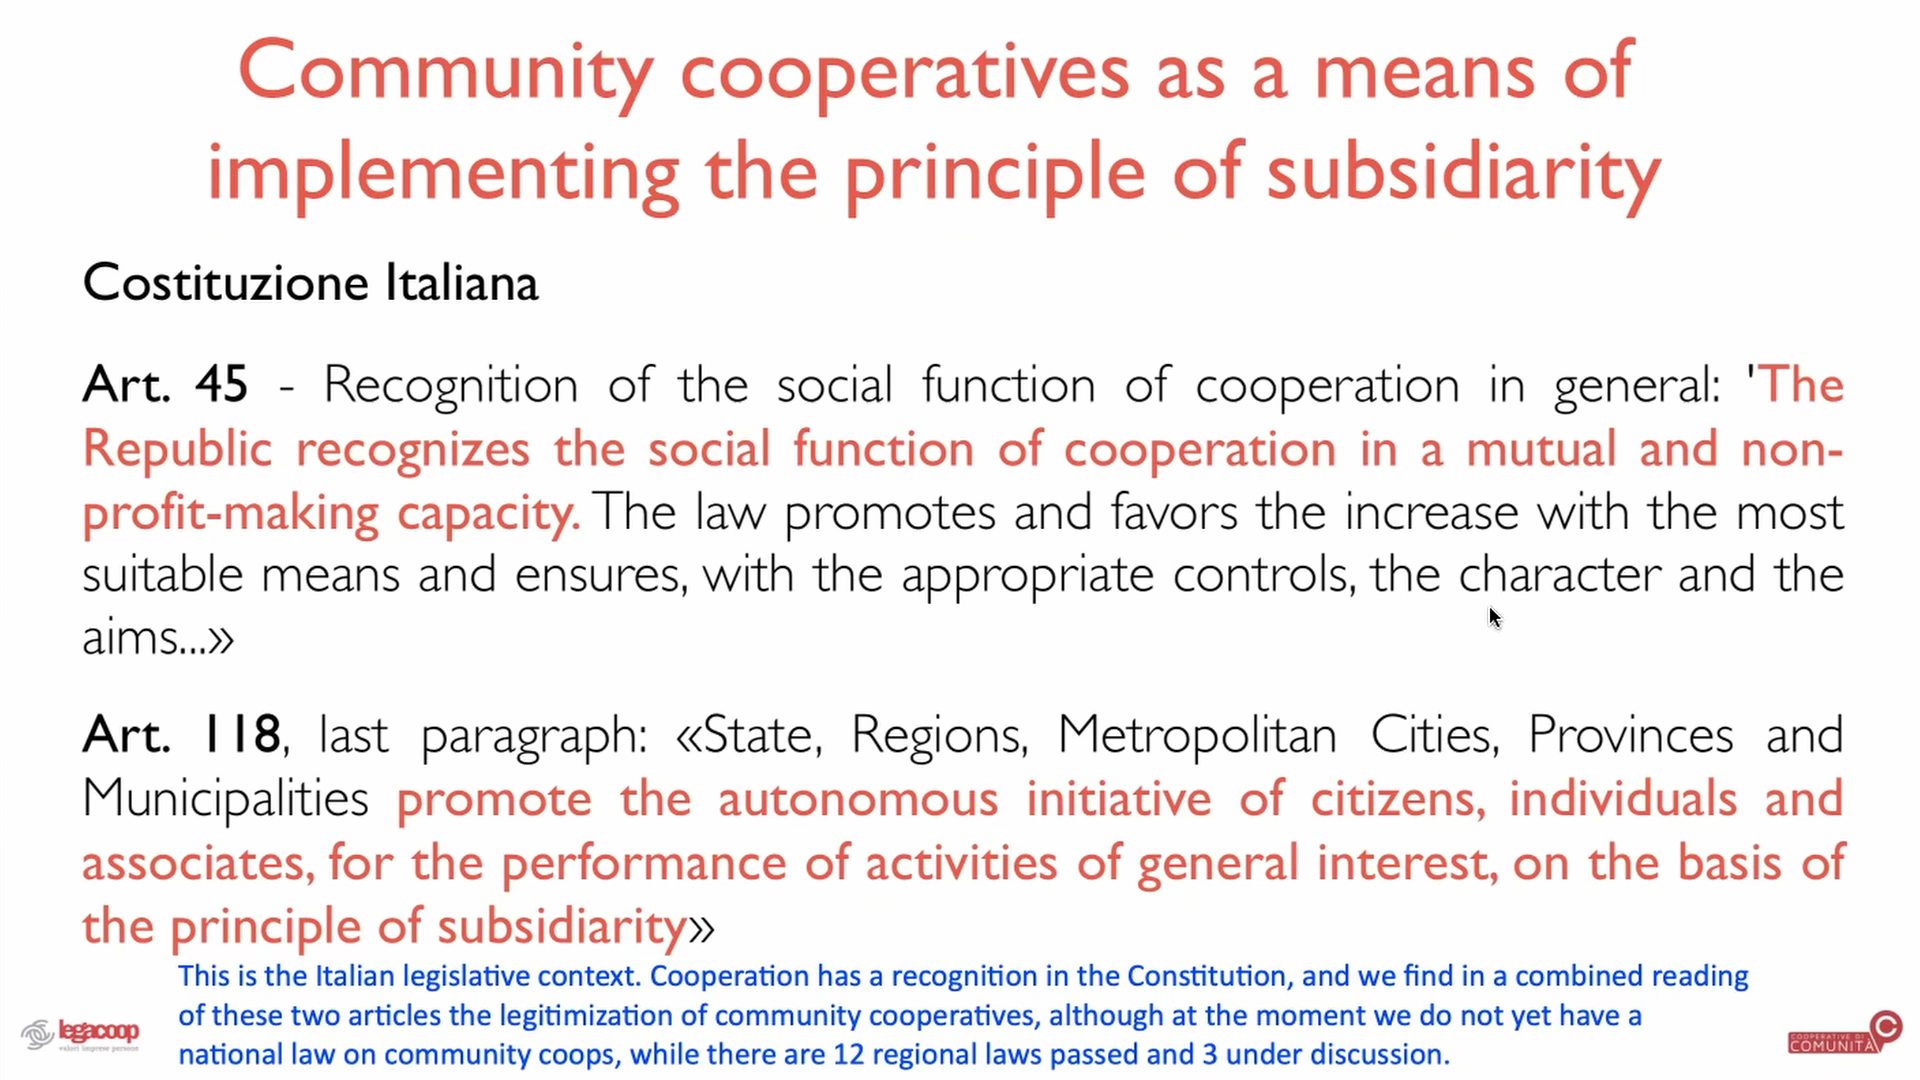 Community cooperatives as a means of
implementing the principle of subsidiarity
Costituzione Italiana
Art. 45 - Recognition of the social function of cooperation in general: 'The
Republic recognizes the social function of cooperation in a mutual and non-
profit-making capacity. The law promotes and favors the increase with the most
suitable means and ensures, with the appropriate controls, the character and the
aims...»
Art. 118, last paragraph: «State, Regions, Metropolitan Cities, Provinces and
Municipalities promote the autonomous initiative of citizens, individuals and
associates, for the performance of activities of general interest, on the basis of
the principle of subsidiarity»
This is the Italian legislative context. Cooperation has a recognition in the Constitution, and we find in a combined reading
of these two articles the legitimization of community cooperatives, although at the moment we do not yet have a
national law on community coops, while there are 12 regional laws passed and 3 under discussion.
legacoop
valori imprese persone
COOPERATIVE DI
COMUNITÀ
C